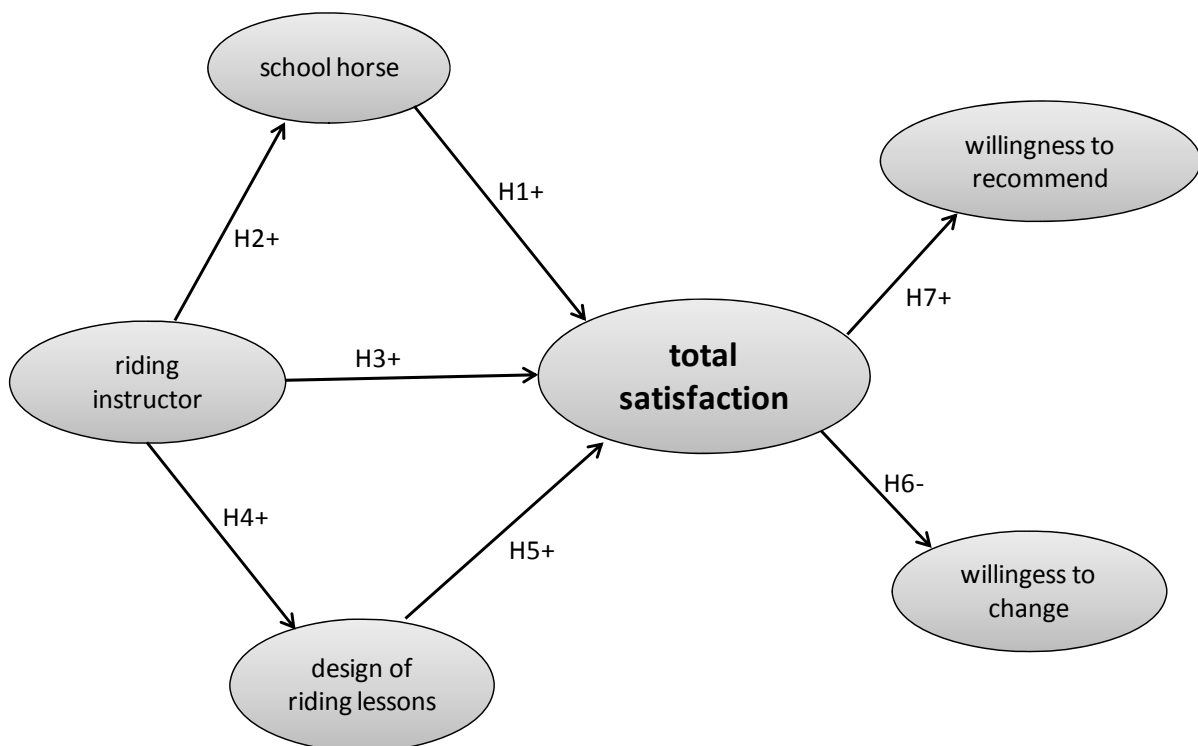 school horse
willingness to
recommend
H1+
H2+
H7+
H3+
riding
instructor
total
satisfaction
H6-
H4+
H5+
willingess to
change
design of
riding lessons